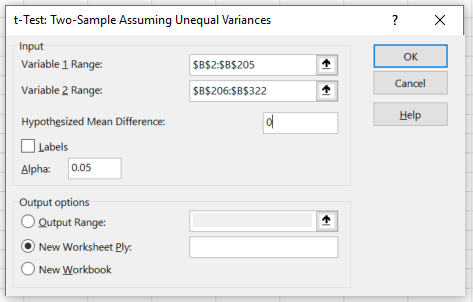 t-Test: Two-Sample Assuming Unequal Variances ? ×
Input
Variable 1 Range: $B$2:$B$205 OK
Variable 2 Range: $B$206:$B$322 Cancel
Hypothesized Mean Difference: 0 Help
Labels
Alpha: 0.05
Output options
Output Range:
New Worksheet Ply:
New Workbook